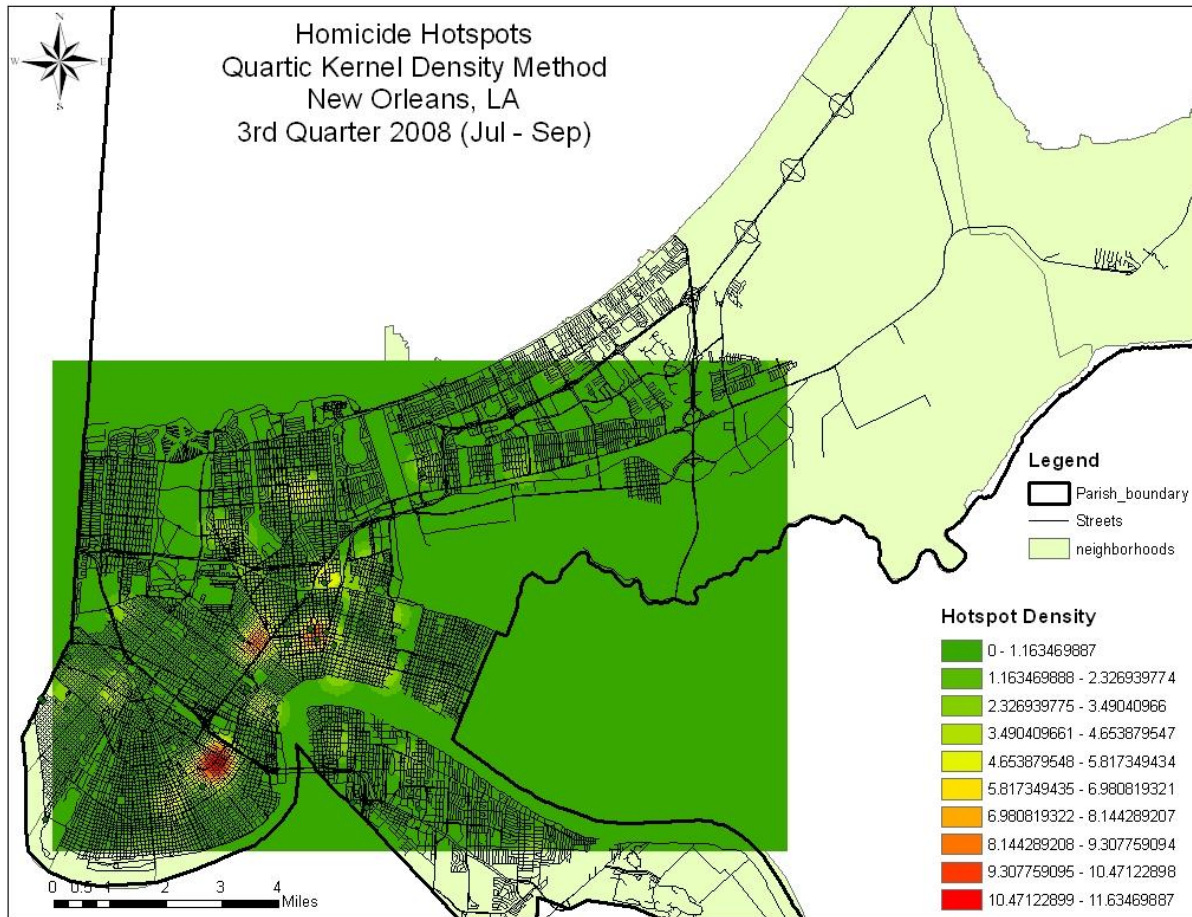 N
W E
S
Homicide Hotspots
Quartic Kernel Density Method
New Orleans, LA
3rd Quarter 2008 (Jul - Sep)
Legend
Parish_boundary
Streets
neighborhoods
Hotspot Density
0 - 1.163469887
1.163469888 - 2.326939774
2.326939775 - 3.49040966
3.490409661 - 4.653879547
4.653879548 - 5.817349434
5.817349435 - 6.980819321
6.980819322 - 8.144289207
8.144289208 - 9.307759094
9.307759095 - 10.47122898
10.47122899 - 11.63469887
0 0.5 1 2 3 4
Miles